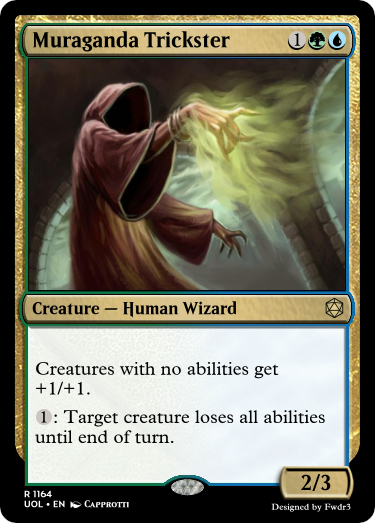 Muraganda Trickster 1
Creature — Human Wizard
Creatures with no abilities get
+1/+1.
1: Target creature loses all abilities
until end of turn.
2/3
R 1164
UOL • EN Capprotti
Designed by Fwdr3